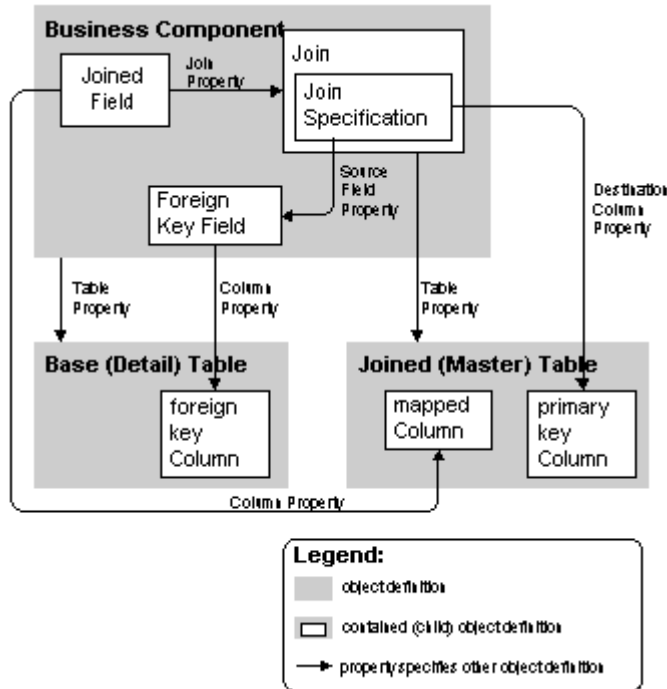 Business Component
Joined
Field
Join
Property
Join
Join
Specification
Source
Field
Property
Foreign
Key Field
Destination
Column
Property
Table
Property
Column
Property
Table
Property
Base (Detail) Table
foreign
key
Column
Joined (Master) Table
mapped
Column
primary
key
Column
Column Property
Legend:
object definition
contained (child) object definition
property specifies other object definition